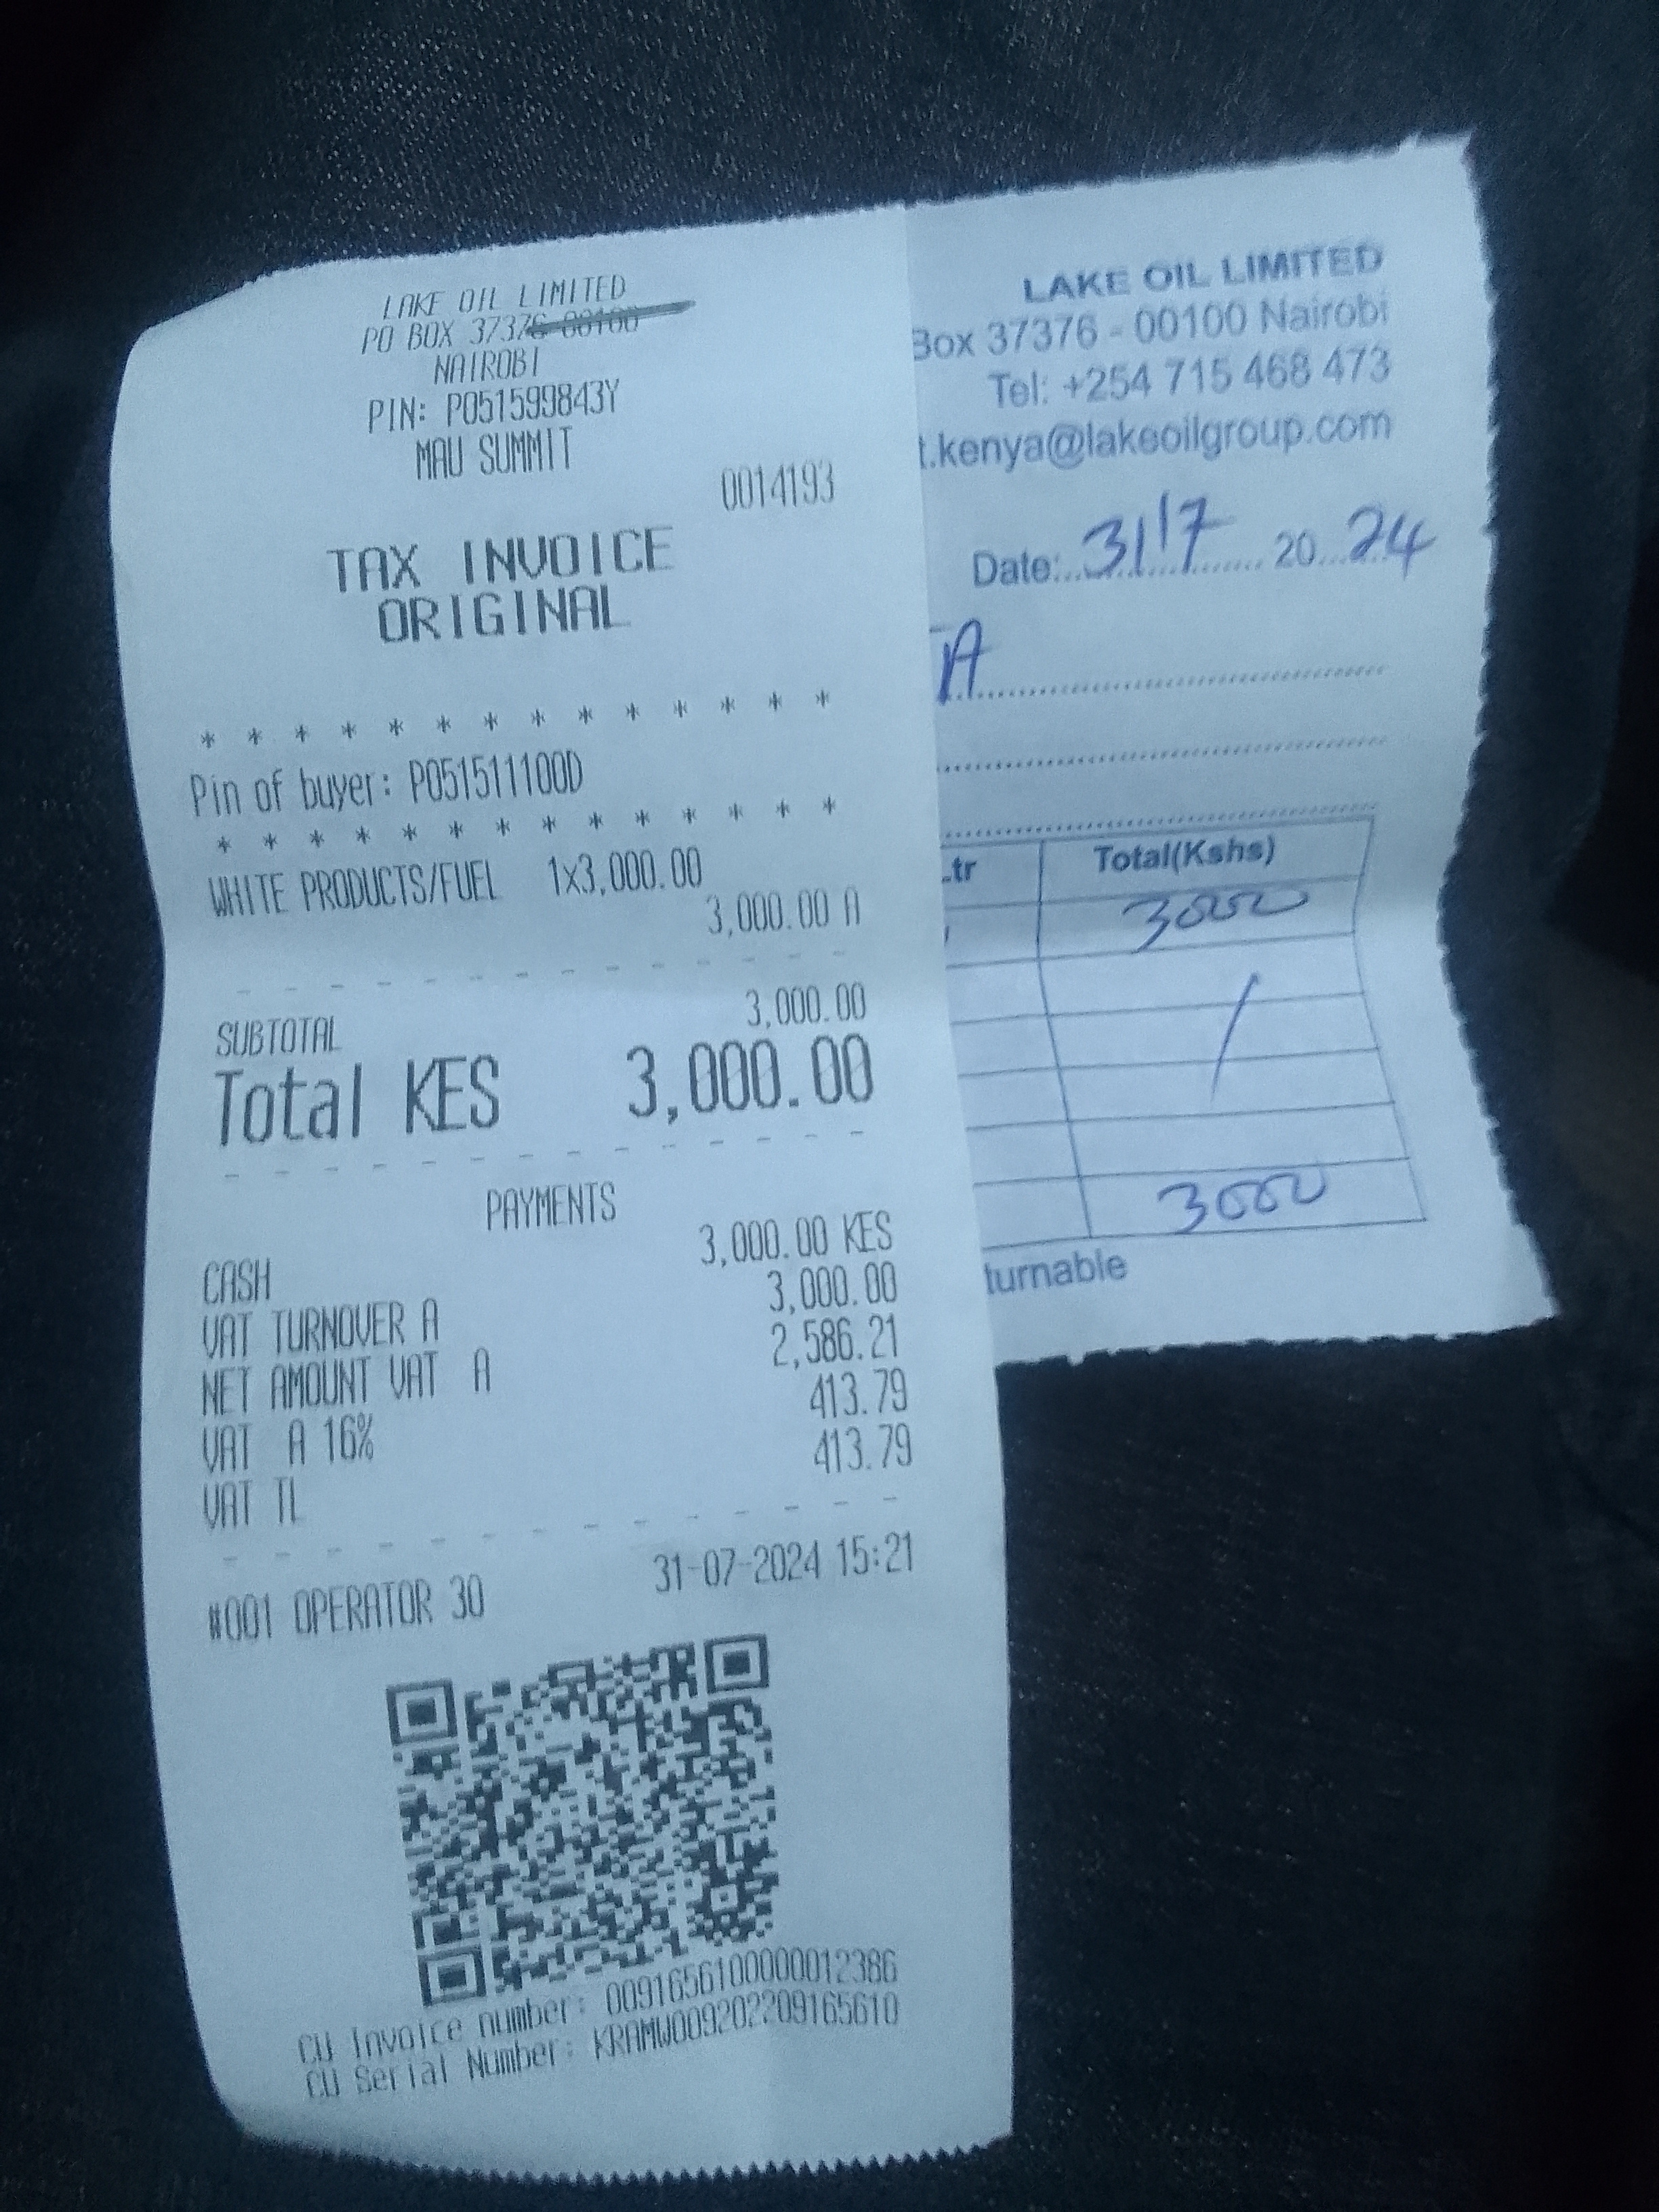 LAKE OIL LIMITED
PO BOX 37376-00100
NAIROBI
PIN: P051599843Y
MAU SUMMIT
0014193
TAX INVOICE
ORIGINAL
* * * * * * * * * * * * * *
Pin of buyer: P051511100D
* * * * * * * * * * * * * *
WHITE PRODUCTS/FUEL 1x3,000.00
3,000.00 A
SUBTOTAL 3,000.00
Total KES 3,000.00
PAYMENTS
CASH 3,000.00 KES
VAT TURNOVER A 3,000.00
NET AMOUNT VAT A 2,586.21
VAT A 16% 413.79
VAT TL 413.79
#001 OPERATOR 30 31-07-2024 15:21
CU Invoice number: 0091656100000012386
CU Serial Number: KRAMW009202209165610
LAKE OIL LIMITED
Box 37376 - 00100 Nairobi
Tel: +254 715 468 473
t.kenya@lakeoilgroup.com
Date: 31/7 20 24
A
Ltr Total(Kshs)
3000
/
3000
turnable